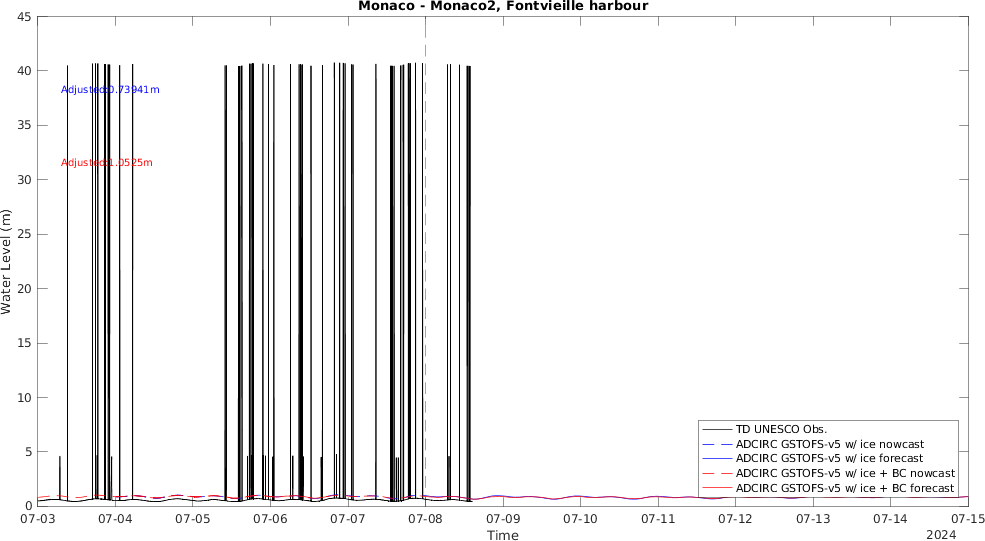 Monaco - Monaco2, Fontvieille harbour
45
40
35
30
25
20
15
10
5
0
Water Level (m)
Adjusted:0.73941m
Adjusted:1.0525m
TD UNESCO Obs.
ADCIRC GSTOFS-v5 w/ ice nowcast
ADCIRC GSTOFS-v5 w/ ice forecast
ADCIRC GSTOFS-v5 w/ ice + BC nowcast
ADCIRC GSTOFS-v5 w/ ice + BC forecast
07-03 07-04 07-05 07-06 07-07 07-08 07-09 07-10 07-11 07-12 07-13 07-14 07-15
Time
2024